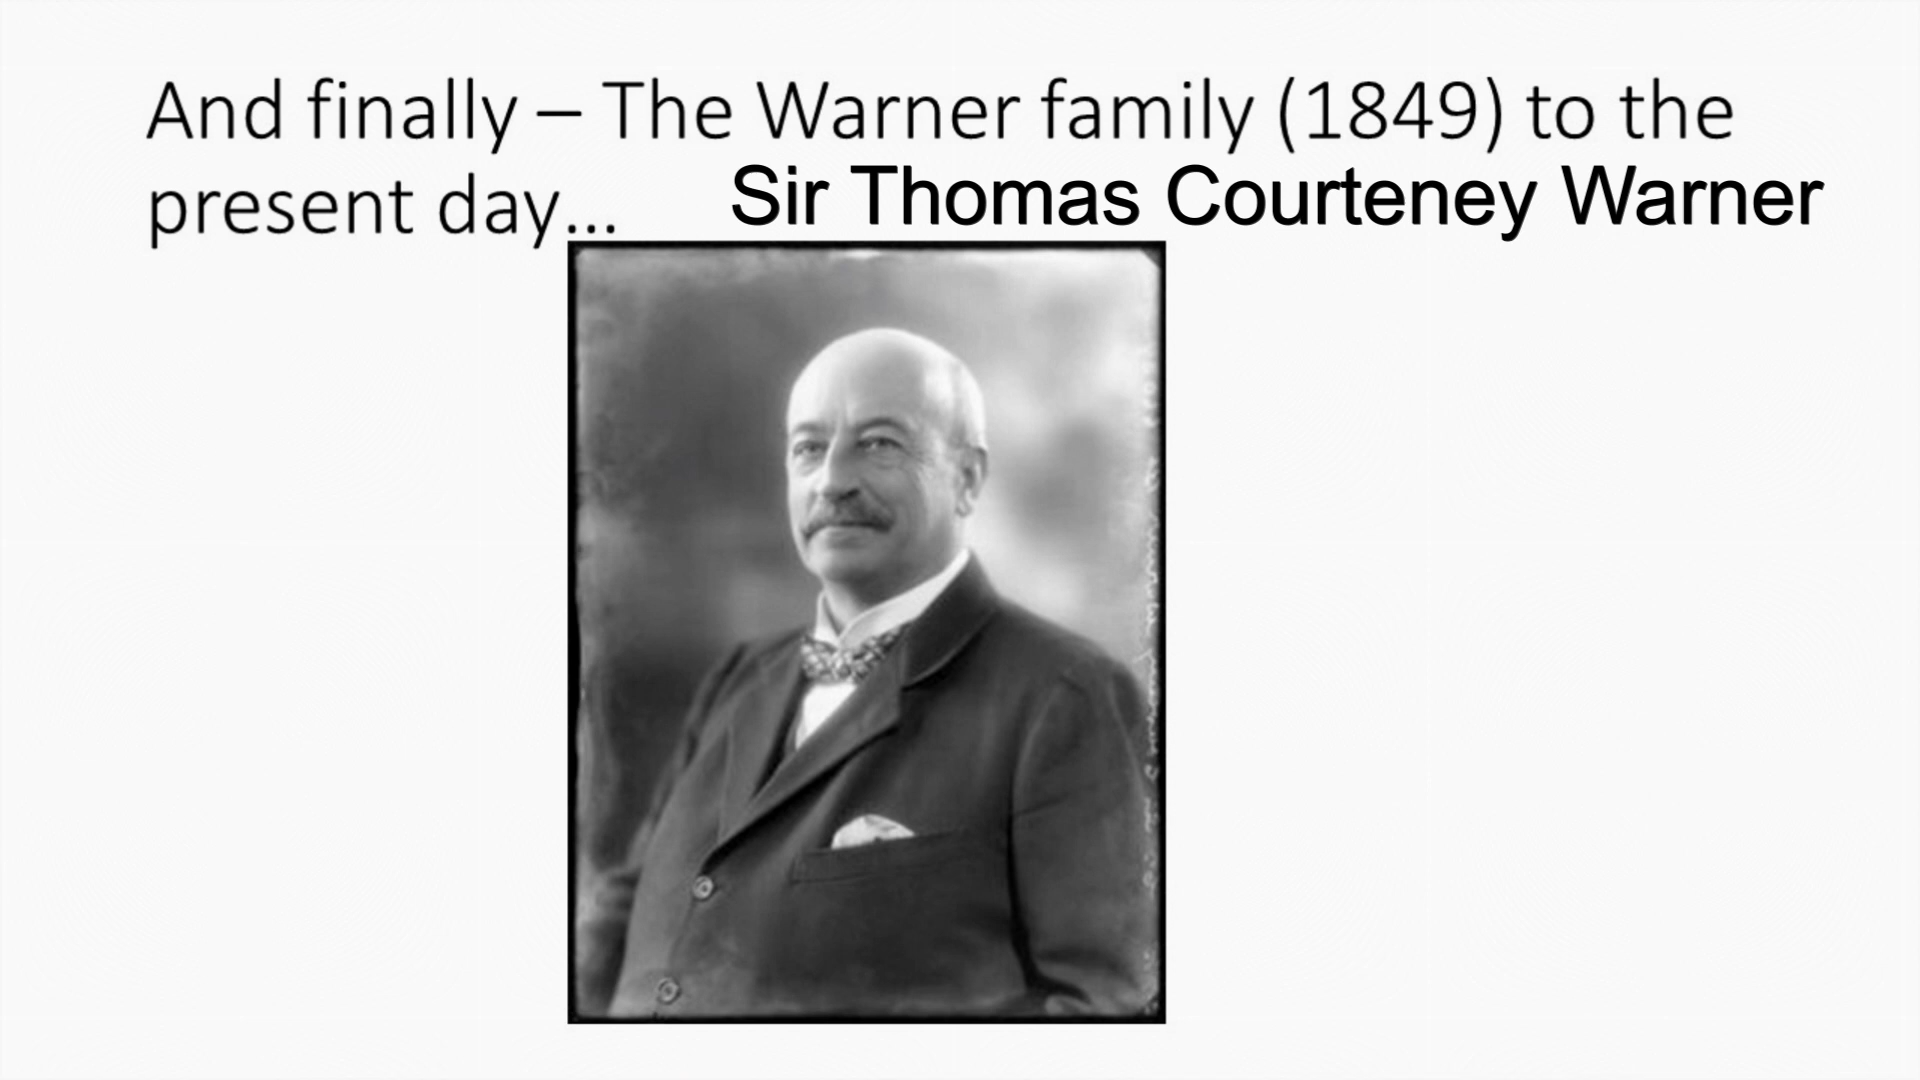 And finally – The Warner family (1849) to the
present day...
Sir Thomas Courteney Warner